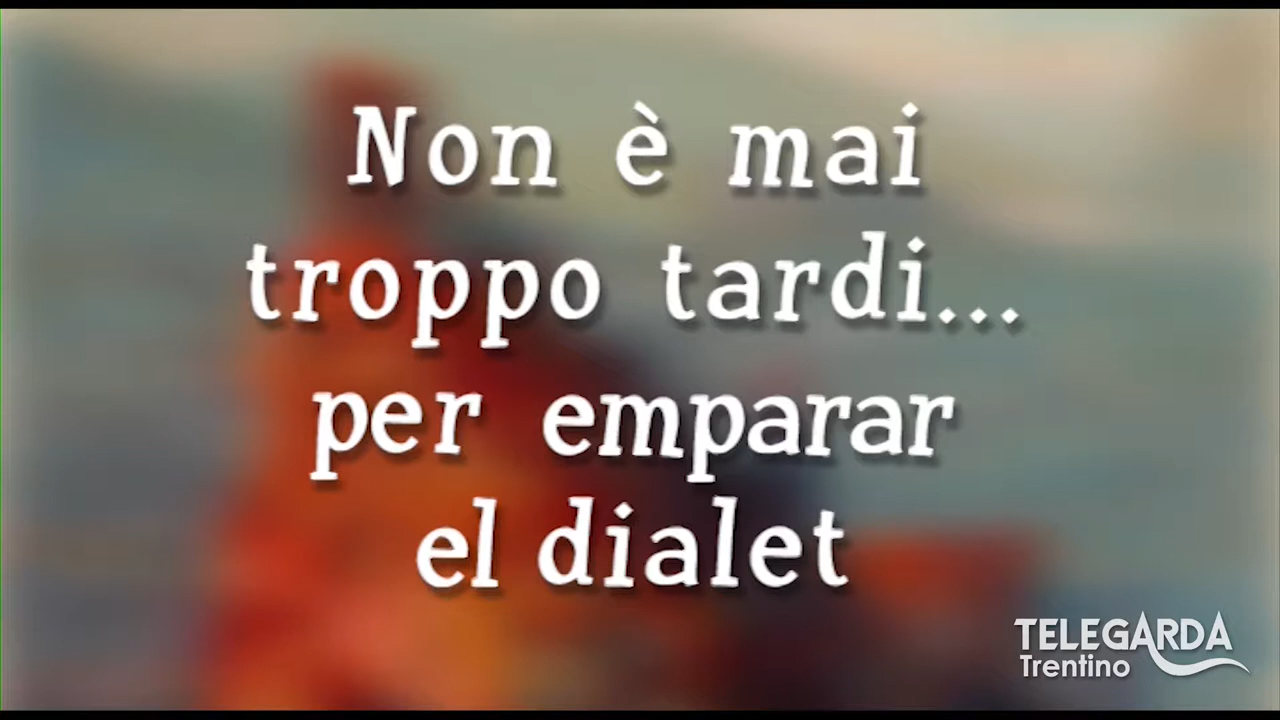 Non è mai
troppo tardi...
per emparar
el dialet
TELEGARDA
Trentino